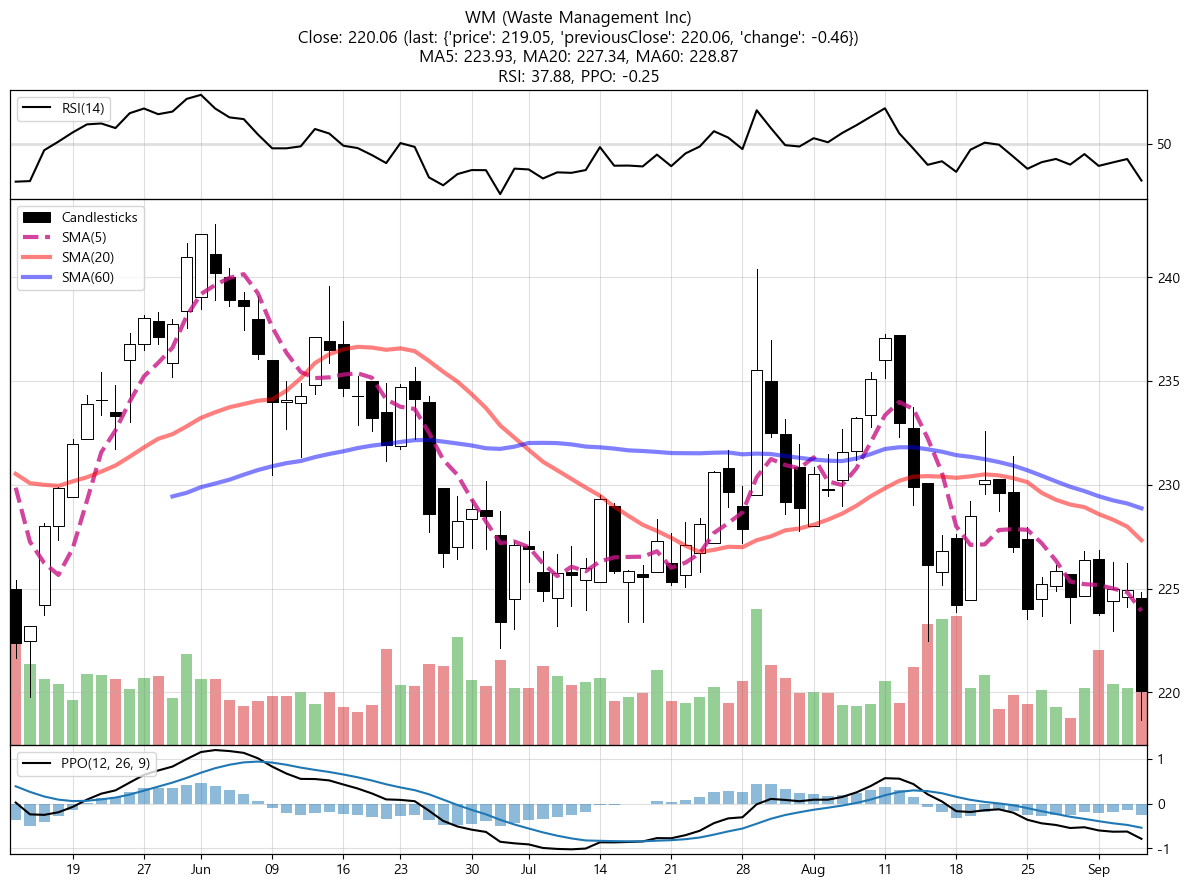 WM (Waste Management Inc)
Close: 220.06 (last: {'price': 219.05, 'previousClose': 220.06, 'change': -0.46})
MA5: 223.93, MA20: 227.34, MA60: 228.87
RSI: 37.88, PPO: -0.25
RSI(14)
50
Candlesticks
SMA(5)
SMA(20)
SMA(60)
240
235
230
225
220
PPO(12, 26, 9)
1
0
-1
19 27 Jun 09 16 23 Jul 14 21 28 Aug 11 18 25 Sep